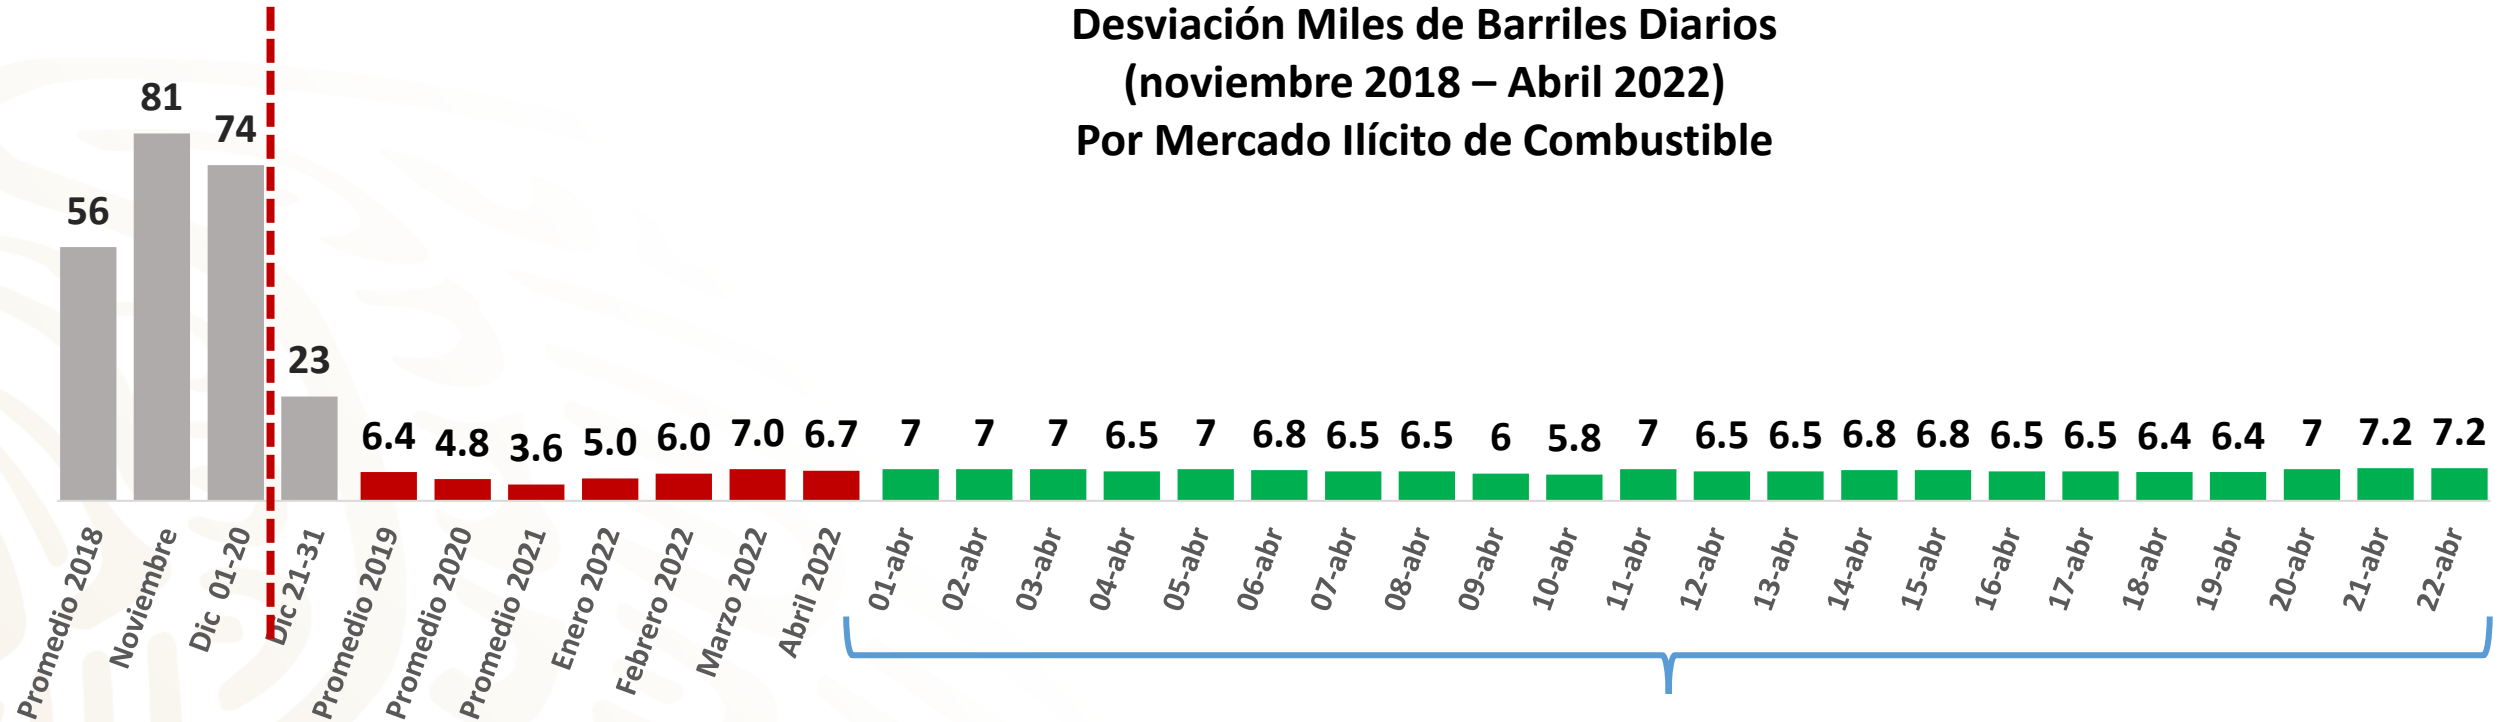 Desviación Miles de Barriles Diarios
(noviembre 2018 – Abril 2022)
Por Mercado Ilícito de Combustible
56
81
74
23
6.4
4.8
3.6
5.0
6.0
7.0
6.7
7
7
7
6.5
7
6.8
6.5
6.5
6
5.8
7
6.5
6.5
6.8
6.8
6.5
6.5
6.4
6.4
7
7.2
7.2
Promedio 2018
Noviembre
Dic 01-20
Dic 21-31
Promedio 2019
Promedio 2020
Promedio 2021
Enero 2022
Febrero 2022
Marzo 2022
Abril 2022
01-abr
02-abr
03-abr
04-abr
05-abr
06-abr
07-abr
08-abr
09-abr
10-abr
11-abr
12-abr
13-abr
14-abr
15-abr
16-abr
17-abr
18-abr
19-abr
20-abr
21-abr
22-abr